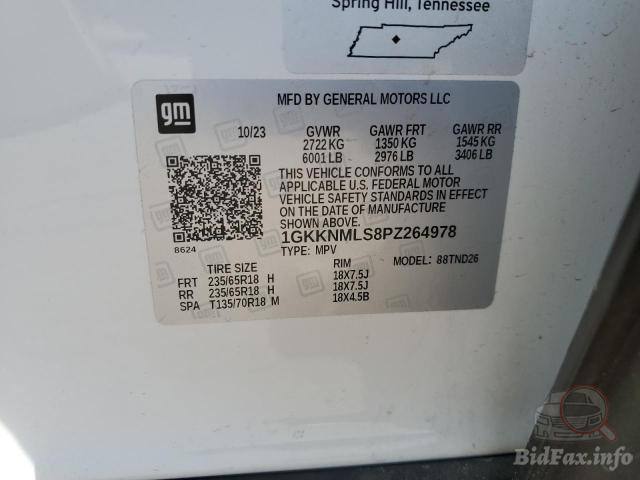 Spring Hill, Tennessee
gm
MFD BY GENERAL MOTORS LLC
10/23 GVWR GAWR FRT GAWR RR
2722 KG 1350 KG 1545 KG
6001 LB 2976 LB 3406 LB
THIS VEHICLE CONFORMS TO ALL
APPLICABLE U.S. FEDERAL MOTOR
VEHICLE SAFETY STANDARDS IN EFFECT
ON THE DATE OF MANUFACTURE
SHOWN ABOVE.
8624
1GKKNMLS8PZ264978
TYPE: MPV MODEL: 88TND26
TIRE SIZE RIM
FRT 235/65R18 H 18X7.5J
RR 235/65R18 H 18X7.5J
SPA T135/70R18 M 18X4.5B
BidFax.info